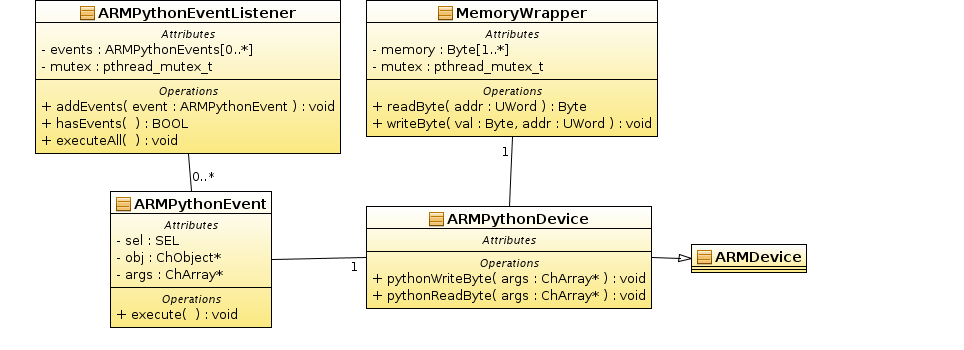 ARMPythonEventListener
Attributes
- events : ARMPythonEvents[0..*]
- mutex : pthread_mutex_t
Operations
+ addEvents( event : ARMPythonEvent ) : void
+ hasEvents(  ) : BOOL
+ executeAll(  ) : void
MemoryWrapper
Attributes
- memory : Byte[1..*]
- mutex : pthread_mutex_t
Operations
+ readByte( addr : UWord ) : Byte
+ writeByte( val : Byte, addr : UWord ) : void
0..*
1
ARMPythonEvent
Attributes
- sel : SEL
- obj : ChObject*
- args : ChArray*
Operations
+ execute(  ) : void
1
ARMPythonDevice
Attributes
Operations
+ pythonWriteByte( args : ChArray* ) : void
+ pythonReadByte( args : ChArray* ) : void
ARMDevice